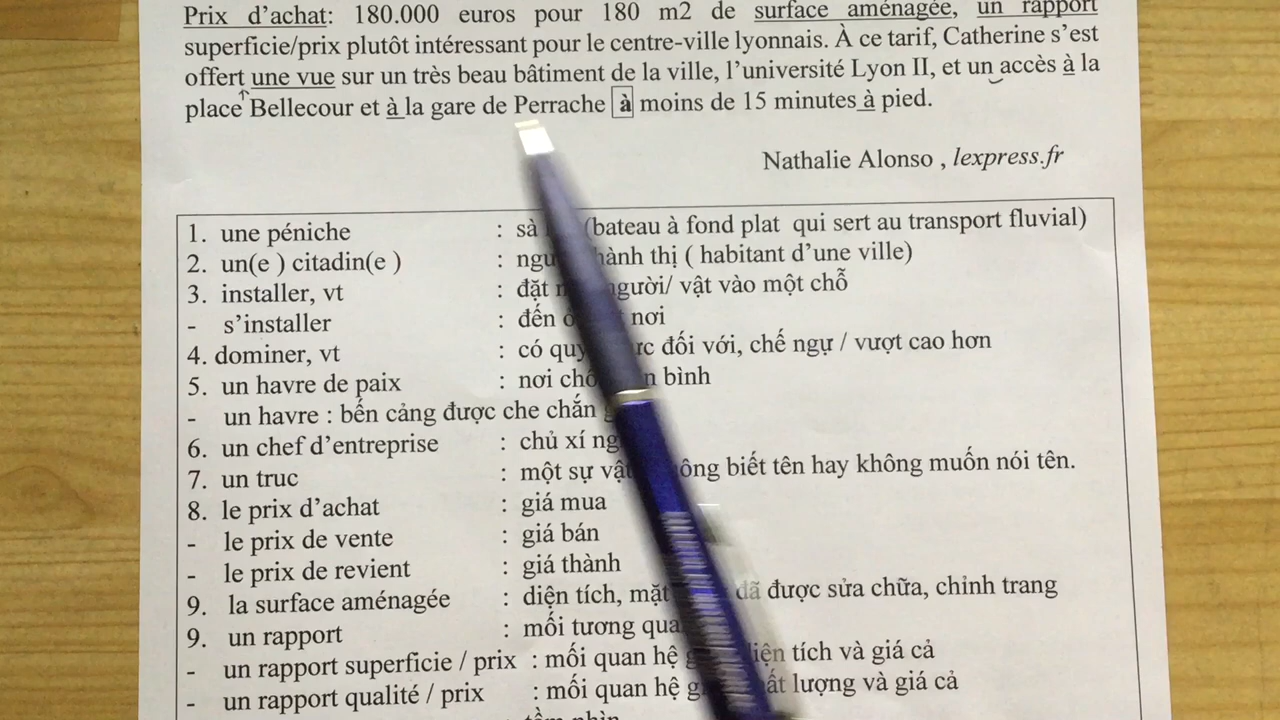 Prix d’achat: 180.000 euros pour 180 m2 de surface aménagée, un rapport
superficie/prix plutôt intéressant pour le centre-ville lyonnais. À ce tarif, Catherine s’est
offert une vue sur un très beau bâtiment de la ville, l’université Lyon II, et un accès à la
place Bellecour et à la gare de Perrache à moins de 15 minutes à pied.
Nathalie Alonso , lexpress.fr
1. une péniche : sà (bateau à fond plat qui sert au transport fluvial)
2. un(e ) citadin(e ) : thị ( habitant d’une ville)
3. installer, vt : đặt người/ vật vào một chỗ
- s’installer : đến nơi
4. dominer, vt : có đối với, chế ngự / vượt cao hơn
5. un havre de paix : nơi bình
- un havre : bến cảng được che chắn
6. un chef d’entreprise : chủ xí
7. un truc : một sự vật biết tên hay không muốn nói tên.
8. le prix d’achat : giá mua
- le prix de vente : giá bán
- le prix de revient : giá thành
9. la surface aménagée : diện tích, mặt đã được sửa chữa, chỉnh trang
9. un rapport : mối tương
- un rapport superficie / prix : mối quan hệ tích và giá cả
- un rapport qualité / prix : mối quan hệ lượng và giá cả